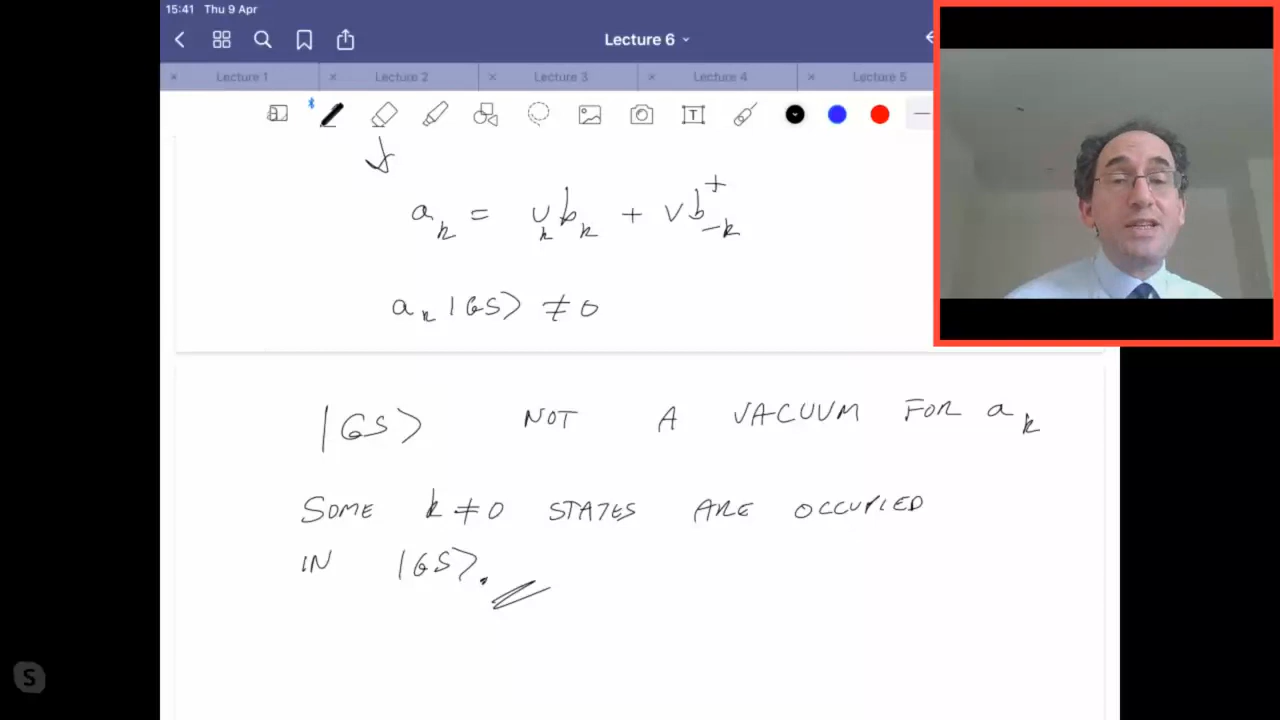 15:41 Thu 9 Apr
Lecture 6
Lecture 1 Lecture 2 Lecture 3 Lecture 4 Lecture 5
T
a_k = u_k b_k + v b^+_{-k}
a_k |GS> ≠ 0
|GS> NOT A VACUUM FOR a_k
SOME k ≠ 0 STATES ARE OCCUPIED
IN |GS>.
S